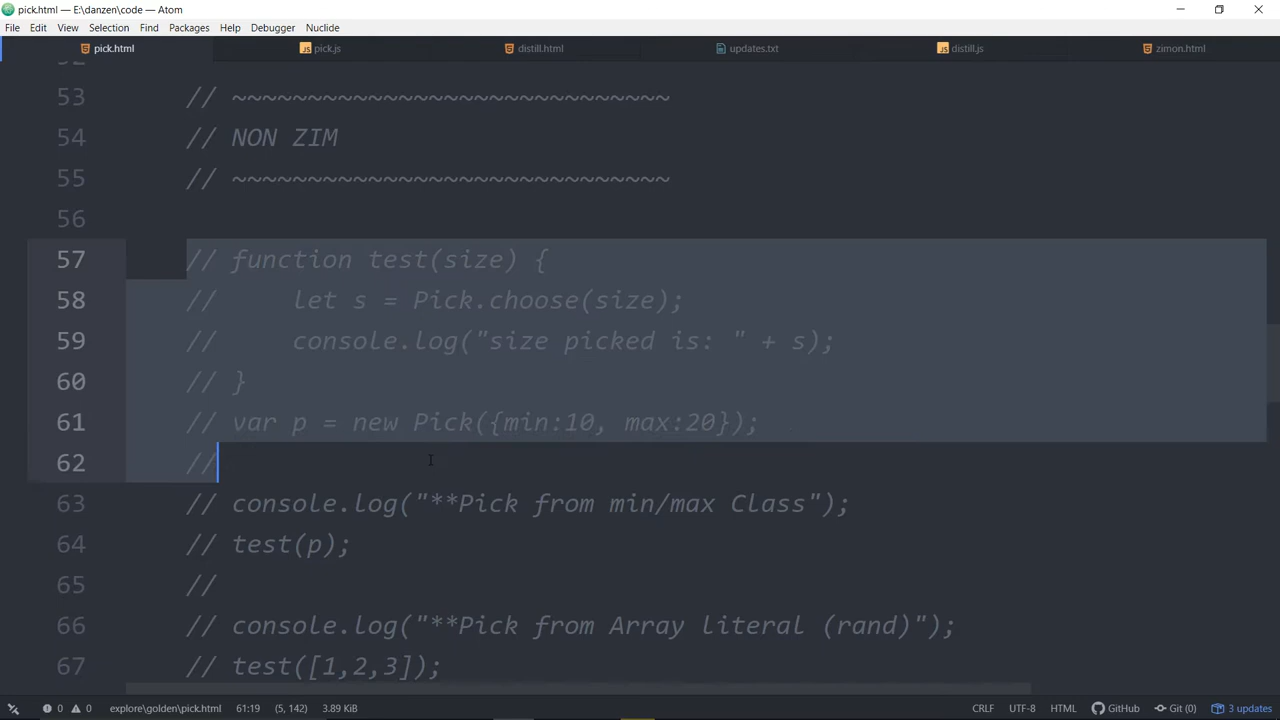 pick.html — E:\danzen\code — Atom
File Edit View Selection Find Packages Help Debugger Nuclide
pick.html pick.js distill.html updates.txt distill.js zimon.html
53 // ~~~~~~~~~~~~~~~~~~~~~~~~~~~~~
54 // NON ZIM
55 // ~~~~~~~~~~~~~~~~~~~~~~~~~~~~~
56
57 // function test(size) {
58 //     let s = Pick.choose(size);
59 //     console.log("size picked is: " + s);
60 // }
61 // var p = new Pick({min:10, max:20});
62 //
63 // console.log("**Pick from min/max Class");
64 // test(p);
65 //
66 // console.log("**Pick from Array literal (rand)");
67 // test([1,2,3]);
0 0 explore\golden\pick.html 61:19 (5, 142) 3.89 KiB CRLF UTF-8 HTML GitHub Git (0) 3 updates